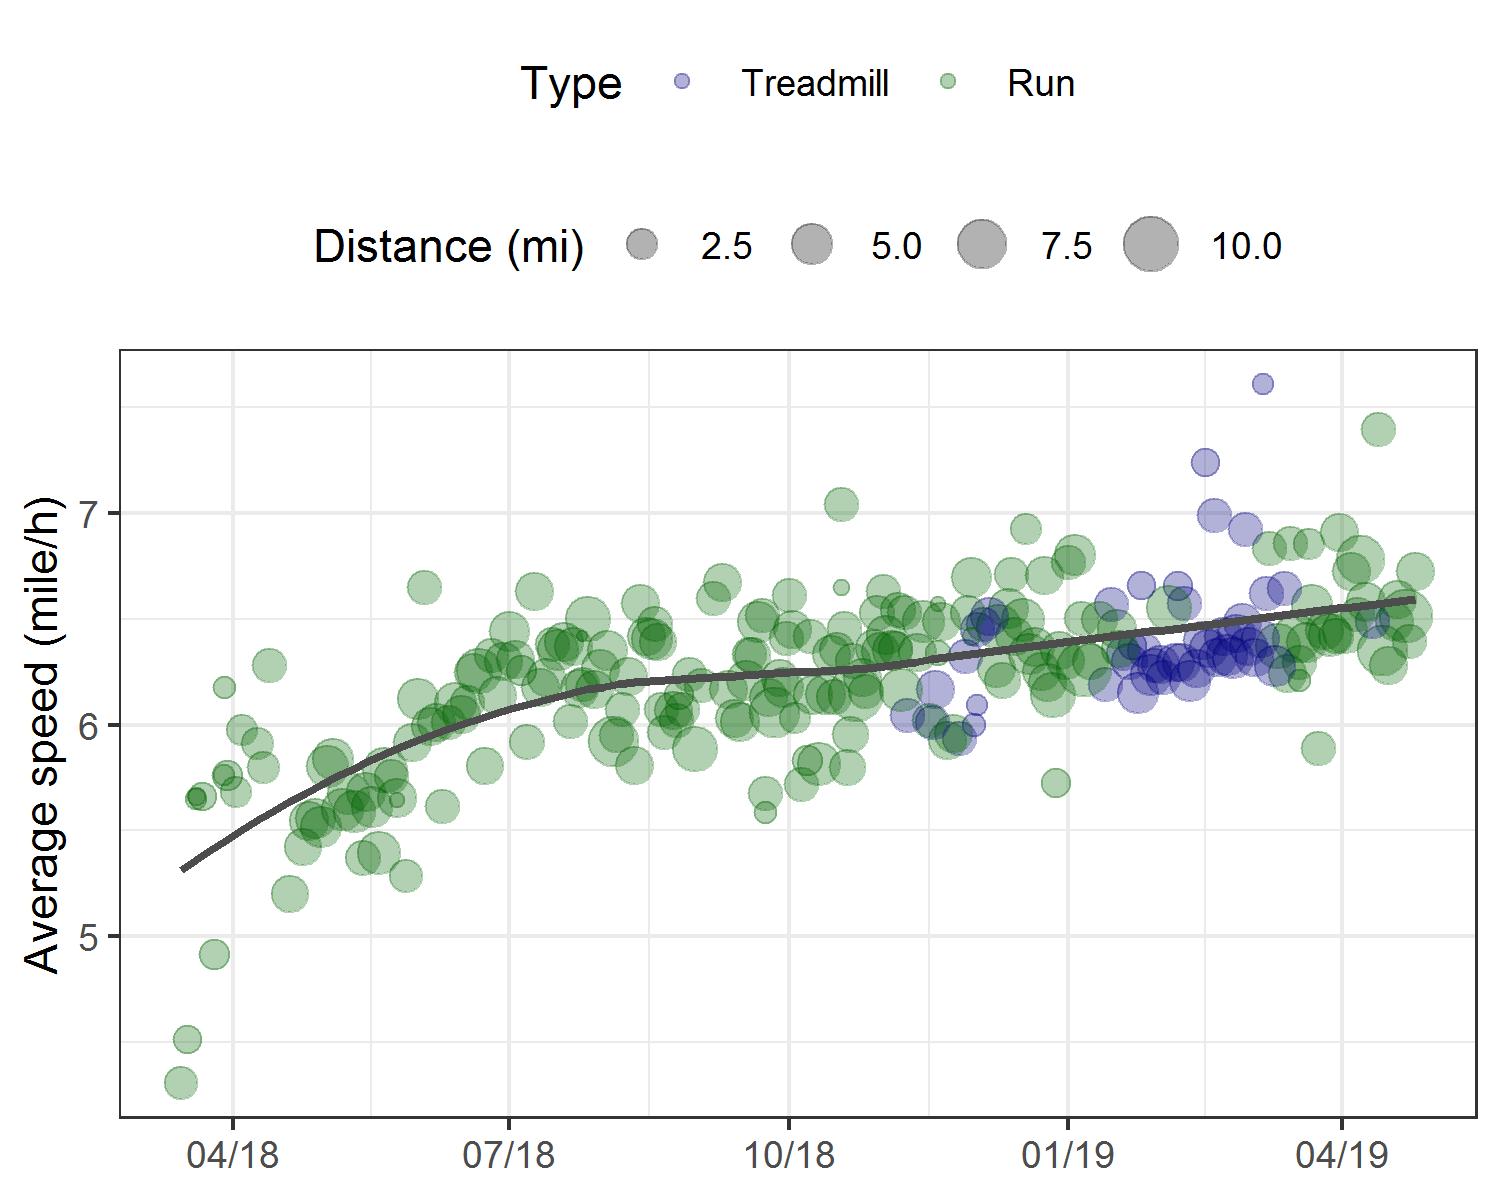 Type Treadmill Run
Distance (mi) 2.5 5.0 7.5 10.0
Average speed (mile/h)
7
6
5
04/18 07/18 10/18 01/19 04/19